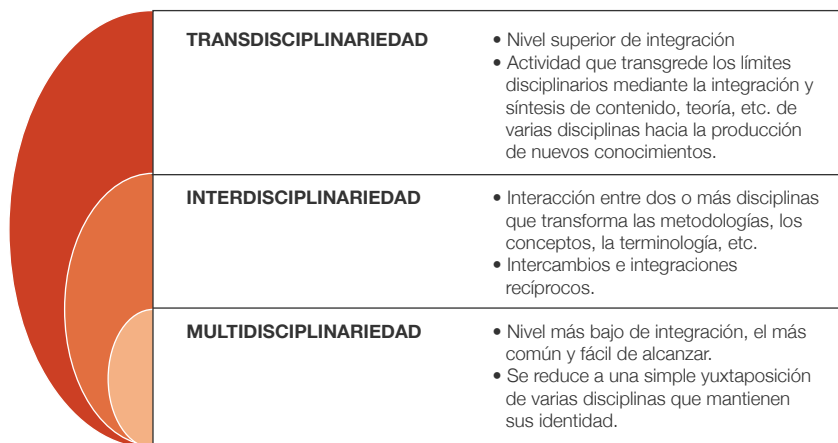 TRANSDISCIPLINARIEDAD
• Nivel superior de integración
• Actividad que transgrede los límites
disciplinarios mediante la integración y
síntesis de contenido, teoría, etc. de
varias disciplinas hacia la producción
de nuevos conocimientos.
INTERDISCIPLINARIEDAD
• Interacción entre dos o más disciplinas
que transforma las metodologías, los
conceptos, la terminología, etc.
• Intercambios e integraciones
recíprocos.
MULTIDISCIPLINARIEDAD
• Nivel más bajo de integración, el más
común y fácil de alcanzar.
• Se reduce a una simple yuxtaposición
de varias disciplinas que mantienen
sus identidad.